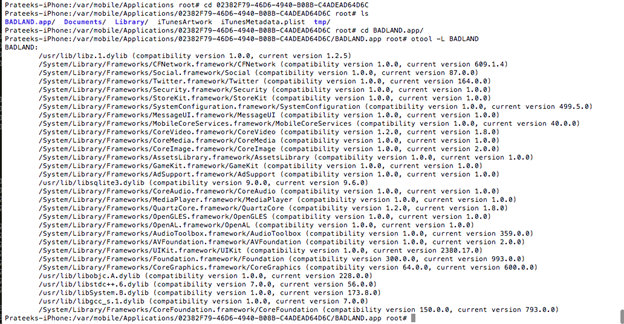 Prateeks-iPhone:/var/mobile/Applications root# cd 02382F79-46D6-4940-B08B-C4ADEAD64D6C
Prateeks-iPhone:/var/mobile/Applications/02382F79-46D6-4940-B08B-C4ADEAD64D6C root# ls
BADLAND.app/ Documents/ Library/ iTunesArtwork iTunesMetadata.plist tmp/
Prateeks-iPhone:/var/mobile/Applications/02382F79-46D6-4940-B08B-C4ADEAD64D6C root# cd BADLAND.app/
Prateeks-iPhone:/var/mobile/Applications/02382F79-46D6-4940-B08B-C4ADEAD64D6C/BADLAND.app root# otool -L BADLAND
BADLAND:
/usr/lib/libz.1.dylib (compatibility version 1.0.0, current version 1.2.5)
/System/Library/Frameworks/CFNetwork.framework/CFNetwork (compatibility version 1.0.0, current version 609.1.4)
/System/Library/Frameworks/Social.framework/Social (compatibility version 1.0.0, current version 87.0.0)
/System/Library/Frameworks/Twitter.framework/Twitter (compatibility version 1.0.0, current version 164.0.0)
/System/Library/Frameworks/Security.framework/Security (compatibility version 1.0.0, current version 1.0.0)
/System/Library/Frameworks/StoreKit.framework/StoreKit (compatibility version 1.0.0, current version 1.0.0)
/System/Library/Frameworks/SystemConfiguration.framework/SystemConfiguration (compatibility version 1.0.0, current version 499.5.0)
/System/Library/Frameworks/MessageUI.framework/MessageUI (compatibility version 1.0.0, current version 1.0.0)
/System/Library/Frameworks/MobileCoreServices.framework/MobileCoreServices (compatibility version 1.0.0, current version 40.0.0)
/System/Library/Frameworks/CoreVideo.framework/CoreVideo (compatibility version 1.2.0, current version 1.8.0)
/System/Library/Frameworks/CoreMedia.framework/CoreMedia (compatibility version 1.0.0, current version 1.0.0)
/System/Library/Frameworks/CoreImage.framework/CoreImage (compatibility version 1.0.0, current version 2.0.0)
/System/Library/Frameworks/AssetsLibrary.framework/AssetsLibrary (compatibility version 1.0.0, current version 1.0.0)
/System/Library/Frameworks/GameKit.framework/GameKit (compatibility version 1.0.0, current version 1.0.0)
/System/Library/Frameworks/AdSupport.framework/AdSupport (compatibility version 1.0.0, current version 1.0.0)
/usr/lib/libsqlite3.dylib (compatibility version 9.0.0, current version 9.6.0)
/System/Library/Frameworks/CoreAudio.framework/CoreAudio (compatibility version 1.0.0, current version 1.0.0)
/System/Library/Frameworks/MediaPlayer.framework/MediaPlayer (compatibility version 1.0.0, current version 1.0.0)
/System/Library/Frameworks/QuartzCore.framework/QuartzCore (compatibility version 1.2.0, current version 1.8.0)
/System/Library/Frameworks/OpenGLES.framework/OpenGLES (compatibility version 1.0.0, current version 1.0.0)
/System/Library/Frameworks/OpenAL.framework/OpenAL (compatibility version 1.0.0, current version 1.0.0)
/System/Library/Frameworks/AudioToolbox.framework/AudioToolbox (compatibility version 1.0.0, current version 359.0.0)
/System/Library/Frameworks/AVFoundation.framework/AVFoundation (compatibility version 1.0.0, current version 2.0.0)
/System/Library/Frameworks/UIKit.framework/UIKit (compatibility version 1.0.0, current version 2380.17.0)
/System/Library/Frameworks/Foundation.framework/Foundation (compatibility version 300.0.0, current version 993.0.0)
/System/Library/Frameworks/CoreGraphics.framework/CoreGraphics (compatibility version 64.0.0, current version 600.0.0)
/usr/lib/libobjc.A.dylib (compatibility version 1.0.0, current version 228.0.0)
/usr/lib/libstdc++.6.dylib (compatibility version 7.0.0, current version 56.0.0)
/usr/lib/libSystem.B.dylib (compatibility version 1.0.0, current version 173.8.0)
/usr/lib/libgcc_s.1.dylib (compatibility version 1.0.0, current version 7.0.0)
/System/Library/Frameworks/CoreFoundation.framework/CoreFoundation (compatibility version 150.0.0, current version 793.0.0)
Prateeks-iPhone:/var/mobile/Applications/02382F79-46D6-4940-B08B-C4ADEAD64D6C/BADLAND.app root#